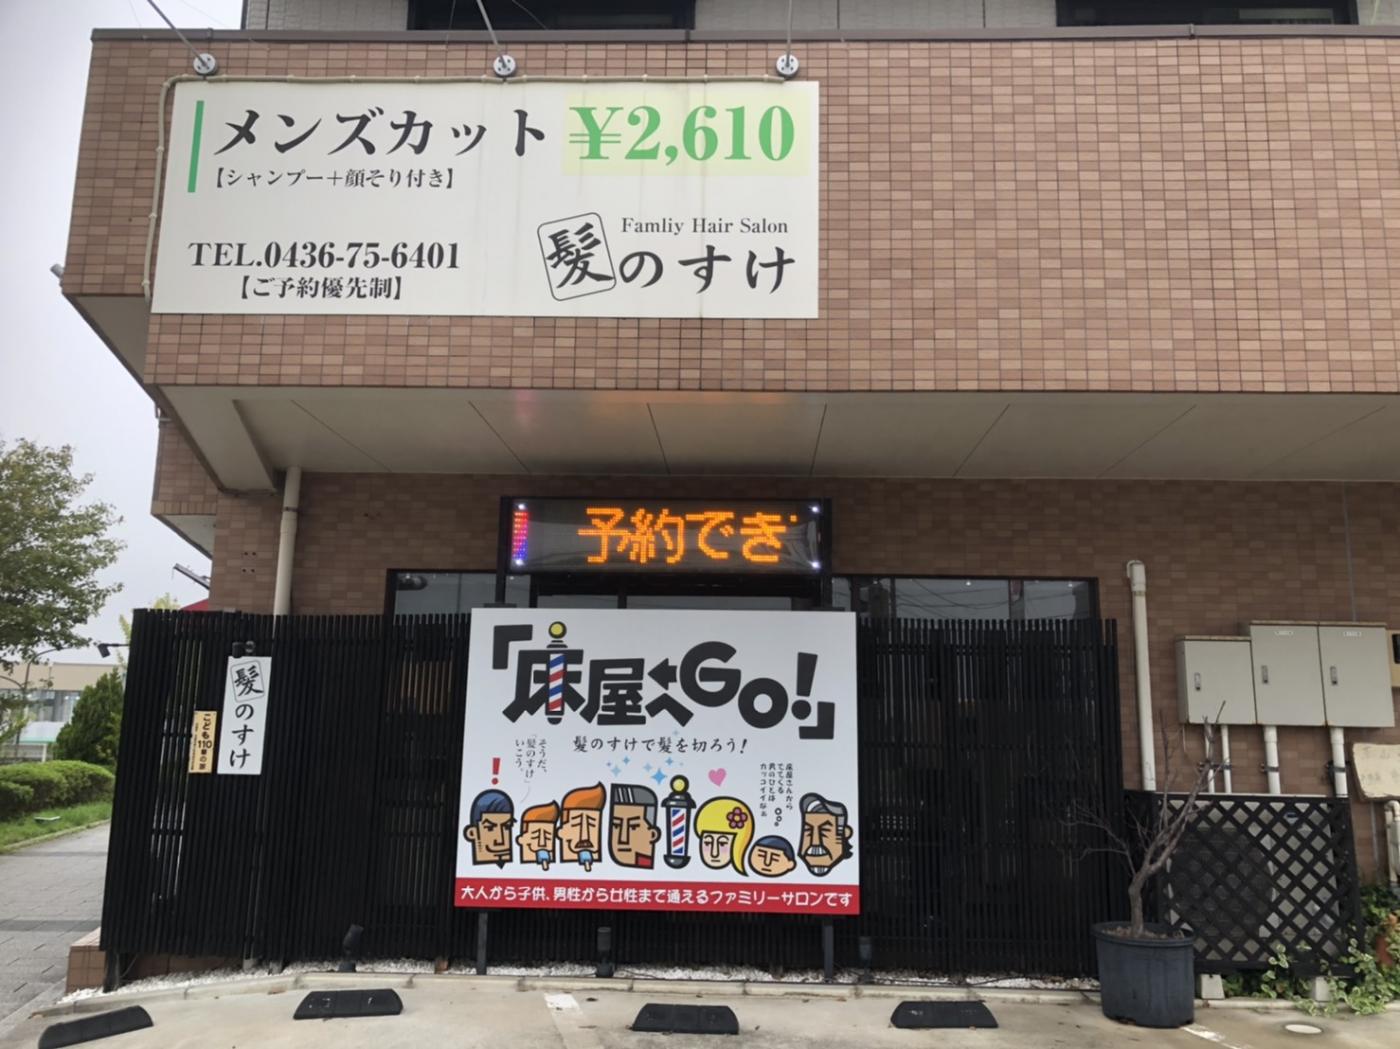 メンズカット ¥2,610
【シャンプー＋顔そり付き】
TEL.0436-75-6401
【ご予約優先制】
Famliy Hair Salon
髪のすけ
予約でき
髪のすけ
こども110番の家
「床屋へGO!」
髪のすけで髪を切ろう!
そうだ、
「髪のすけ」
いこう。
床屋さんから
でてくる
男のひとは
カッコイイなぁ
大人から子供、男性から女性まで通えるファミリーサロンです